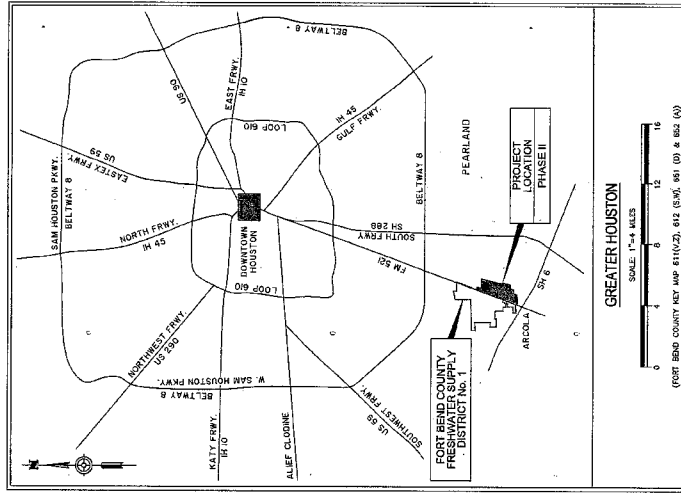 N
SAM HOUSTON PKWY.
BELTWAY 8
EASTEX FRWY.
US 59
US 90
NORTH FRWY.
IH 45
NORTHWEST FRWY.
US 290
EAST FRWY.
IH 10
BELTWAY 8
LOOP 610
DOWNTOWN
HOUSTON
LOOP 610
KATY FRWY.
IH 10
W. SAM HOUSTON PKWY.
BELTWAY 8
ALIEF CLODINE
IH 45
GULF FRWY.
SOUTHWEST FRWY.
US 69
FM 521
SOUTH FRWY
SH 288
BELTWAY 8
PEARLAND
FORT BEND COUNTY
FRESHWATER SUPPLY
DISTRICT No. 1
PROJECT
LOCATION
PHASE II
ARCOLA
SH 6
GREATER HOUSTON
SCALE: 1"=4 MILES
0 4 8 12 16
(FORT BEND COUNTY KEY MAP 611(V,Z), 612 (S,W), 651 (D) & 652 (A))